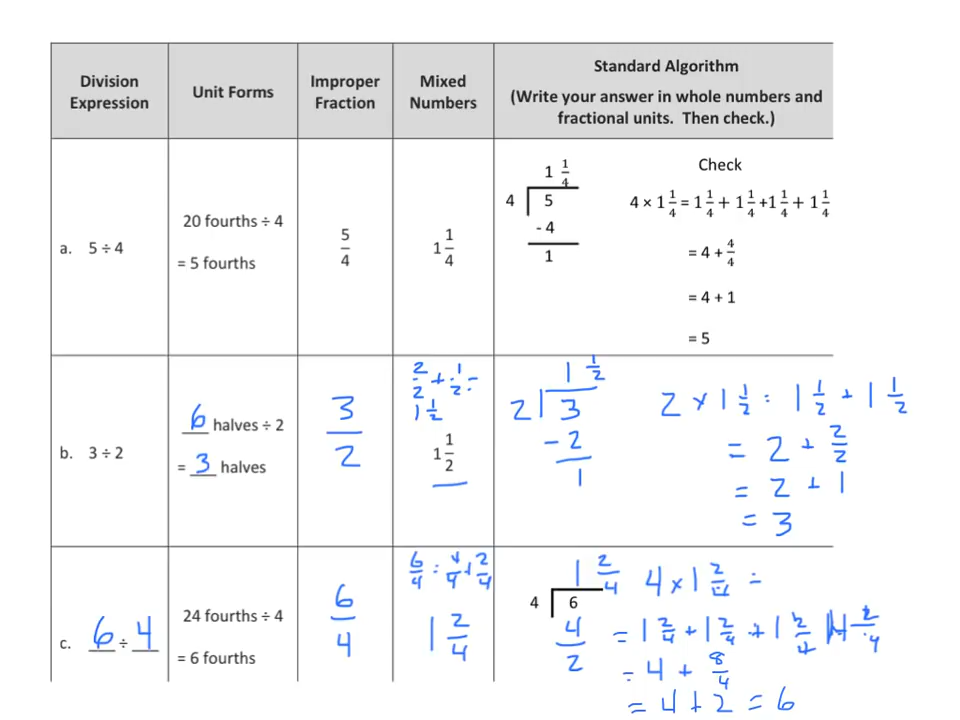 Division Expression
Unit Forms
Improper Fraction
Mixed Numbers
Standard Algorithm
(Write your answer in whole numbers and fractional units. Then check.)
a. 5 ÷ 4
20 fourths ÷ 4
= 5 fourths
5/4
1 1/4
1 1/4
4 5
- 4
1
Check
4 × 1 1/4 = 1 1/4 + 1 1/4 + 1 1/4 + 1 1/4
= 4 + 4/4
= 4 + 1
= 5
b. 3 ÷ 2
6 halves ÷ 2
= 3 halves
3/2
2/2 + 1/2 =
1 1/2
1 1/2
1 1/2
2 3
- 2
1
2 × 1 1/2 = 1 1/2 + 1 1/2
= 2 + 2/2
= 2 + 1
= 3
c. 6 ÷ 4
24 fourths ÷ 4
= 6 fourths
6/4
6/4 = 4/4 + 2/4
1 2/4
1 2/4
4 6
4
2
4 × 1 2/4 =
= 1 2/4 + 1 2/4 + 1 2/4 + 1 2/4
= 4 + 8/4
= 4 + 2 = 6